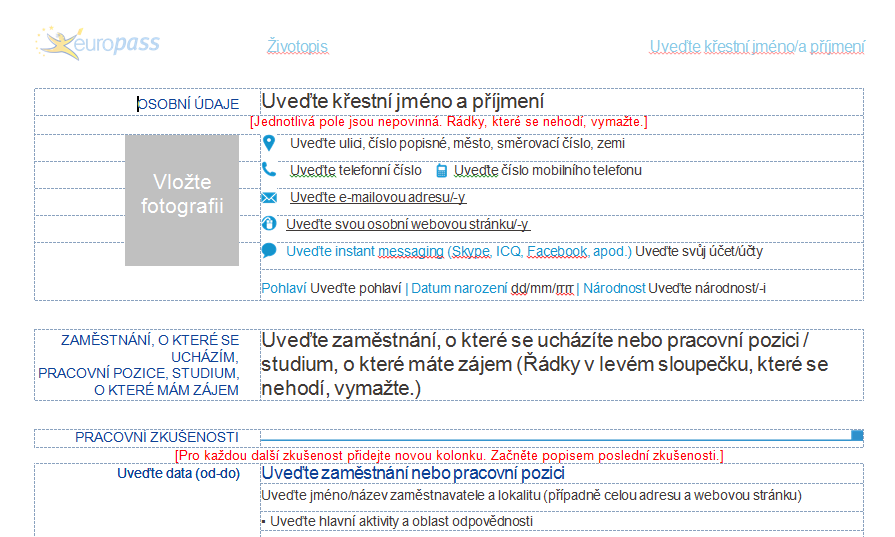 europass
Životopis
Uveďte křestní jméno/a příjmení
OSOBNÍ ÚDAJE
Uveďte křestní jméno a příjmení
[Jednotlivá pole jsou nepovinná. Rádky, které se nehodí, vymažte.]
Vložte
fotografii
Uveďte ulici, číslo popisné, město, směrovací číslo, zemi
Uveďte telefonní číslo Uveďte číslo mobilního telefonu
Uveďte e-mailovou adresu/-y
Uveďte svou osobní webovou stránku/-y
Uveďte instant messaging (Skype, ICQ, Facebook, apod.) Uveďte svůj účet/účty
Pohlaví Uveďte pohlaví | Datum narození dd/mm/rrrr | Národnost Uveďte národnost/-i
ZAMĚSTNÁNÍ, O KTERÉ SE
UCHÁZÍM,
PRACOVNÍ POZICE, STUDIUM,
O KTERÉ MÁM ZÁJEM
Uveďte zaměstnání, o které se ucházíte nebo pracovní pozici /
studium, o které máte zájem (Řádky v levém sloupečku, které se
nehodí, vymažte.)
PRACOVNÍ ZKUŠENOSTI
[Pro každou další zkušenost přidejte novou kolonku. Začněte popisem poslední zkušenosti.]
Uveďte data (od-do)
Uveďte zaměstnání nebo pracovní pozici
Uveďte jméno/název zaměstnavatele a lokalitu (případně celou adresu a webovou stránku)
▪ Uveďte hlavní aktivity a oblast odpovědnosti